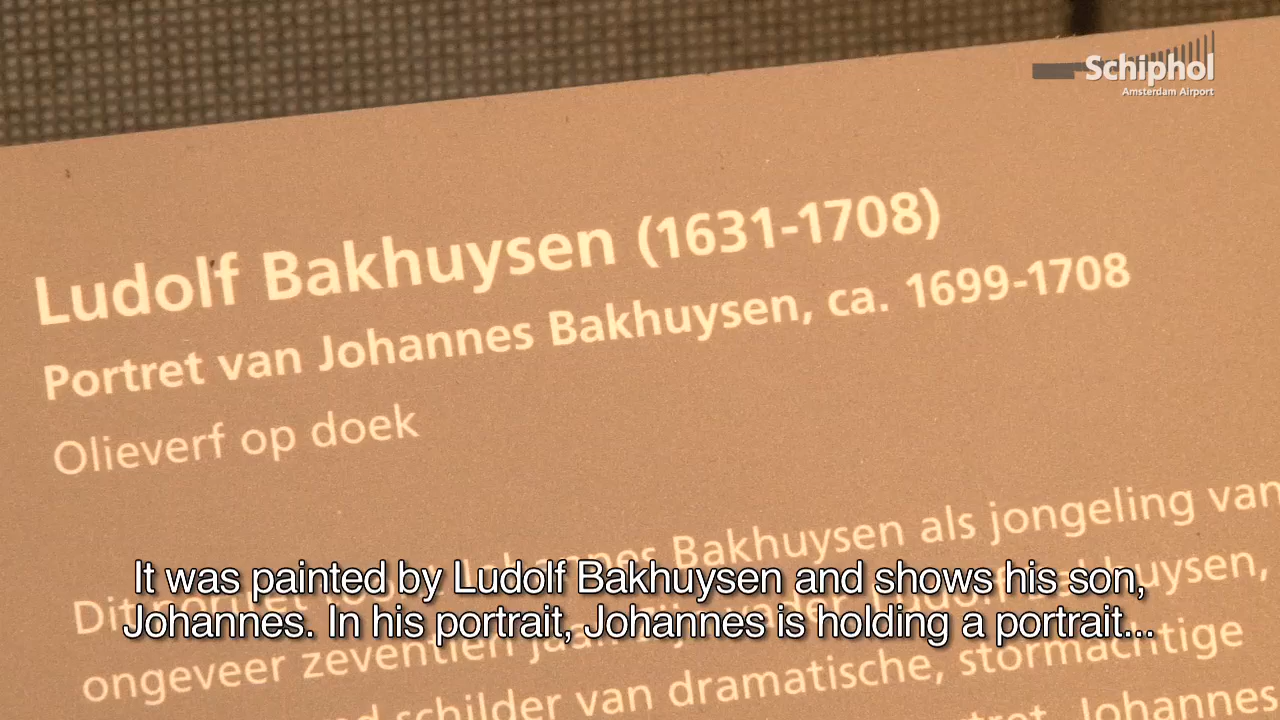 Schiphol
Amsterdam Airport
Ludolf Bakhuysen (1631-1708)
Portret van Johannes Bakhuysen, ca. 1699-1708
Olieverf op doek
Bakhuysen als jongeling van
It was painted by Ludolf Bakhuysen and shows his son,
Johannes. In his portrait, Johannes is holding a portrait...
ongeveer zeventien
schilder van dramatische, stormachtige
Johannes